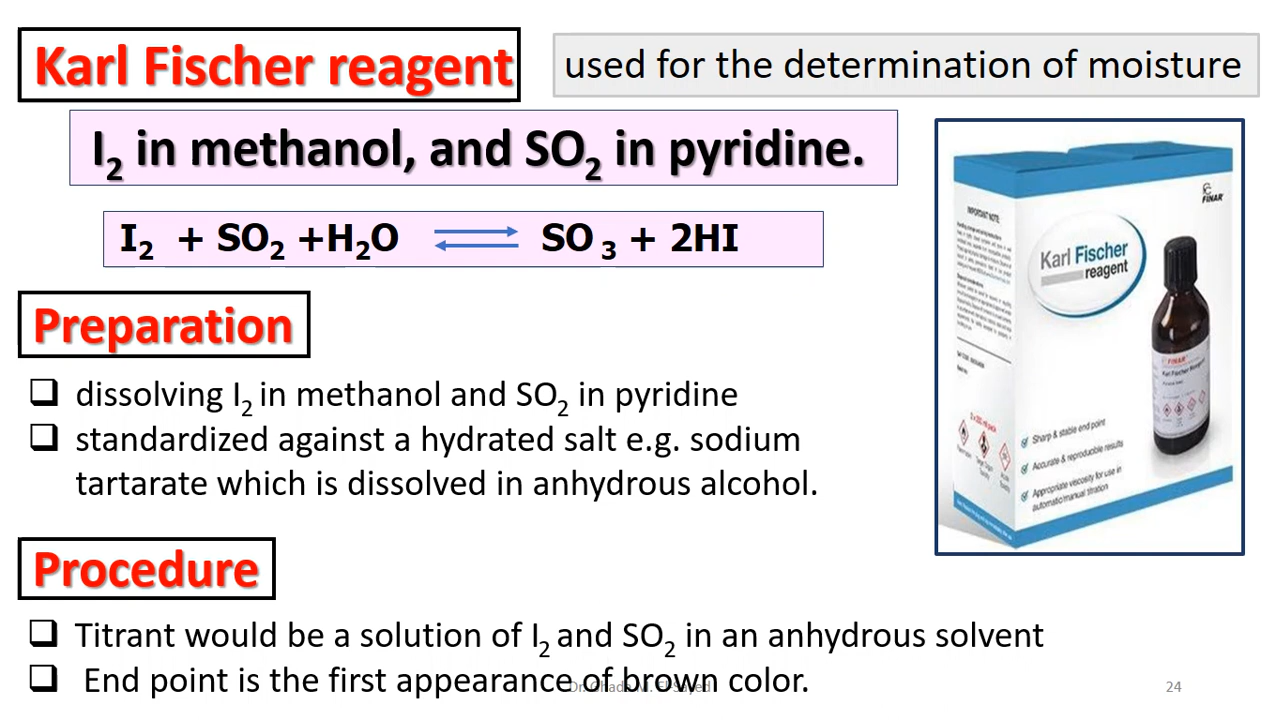 Karl Fischer reagent
used for the determination of moisture
I₂ in methanol, and SO₂ in pyridine.
I₂ + SO₂ +H₂O ⇌ SO₃ + 2HI
Preparation
❑ dissolving I₂ in methanol and SO₂ in pyridine
❑ standardized against a hydrated salt e.g. sodium
tartarate which is dissolved in anhydrous alcohol.
Procedure
❑ Titrant would be a solution of I₂ and SO₂ in an anhydrous solvent
❑ End point is the first appearance of brown color.
24
IMPORTANT NOTE:
FINAR
Karl Fischer
reagent
FINAR
Karl Fischer Reagent
Sharp & stable end point
Accurate & reproducible results
Appropriate viscosity for use in
automatic/manual titration